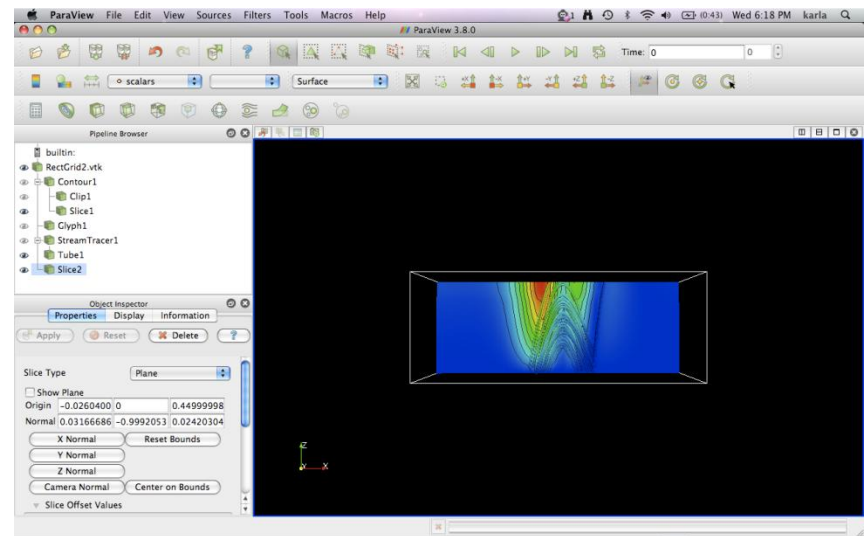 ParaView File Edit View Sources Filters Tools Macros Help 1 (0:43) Wed 6:18 PM karla
ParaView 3.8.0
Time: 0 0
scalars Surface
Pipeline Browser
builtin:
RectGrid2.vtk
Contour1
Clip1
Slice1
Glyph1
StreamTracer1
Tube1
Slice2
Object Inspector
Properties Display Information
Apply Reset Delete ?
Slice Type Plane
Show Plane
Origin -0.0260400 0 0.44999998
Normal 0.03166686 -0.9992053 0.02420304
X Normal Reset Bounds
Y Normal
Z Normal
Camera Normal Center on Bounds
Slice Offset Values
Z
Y X